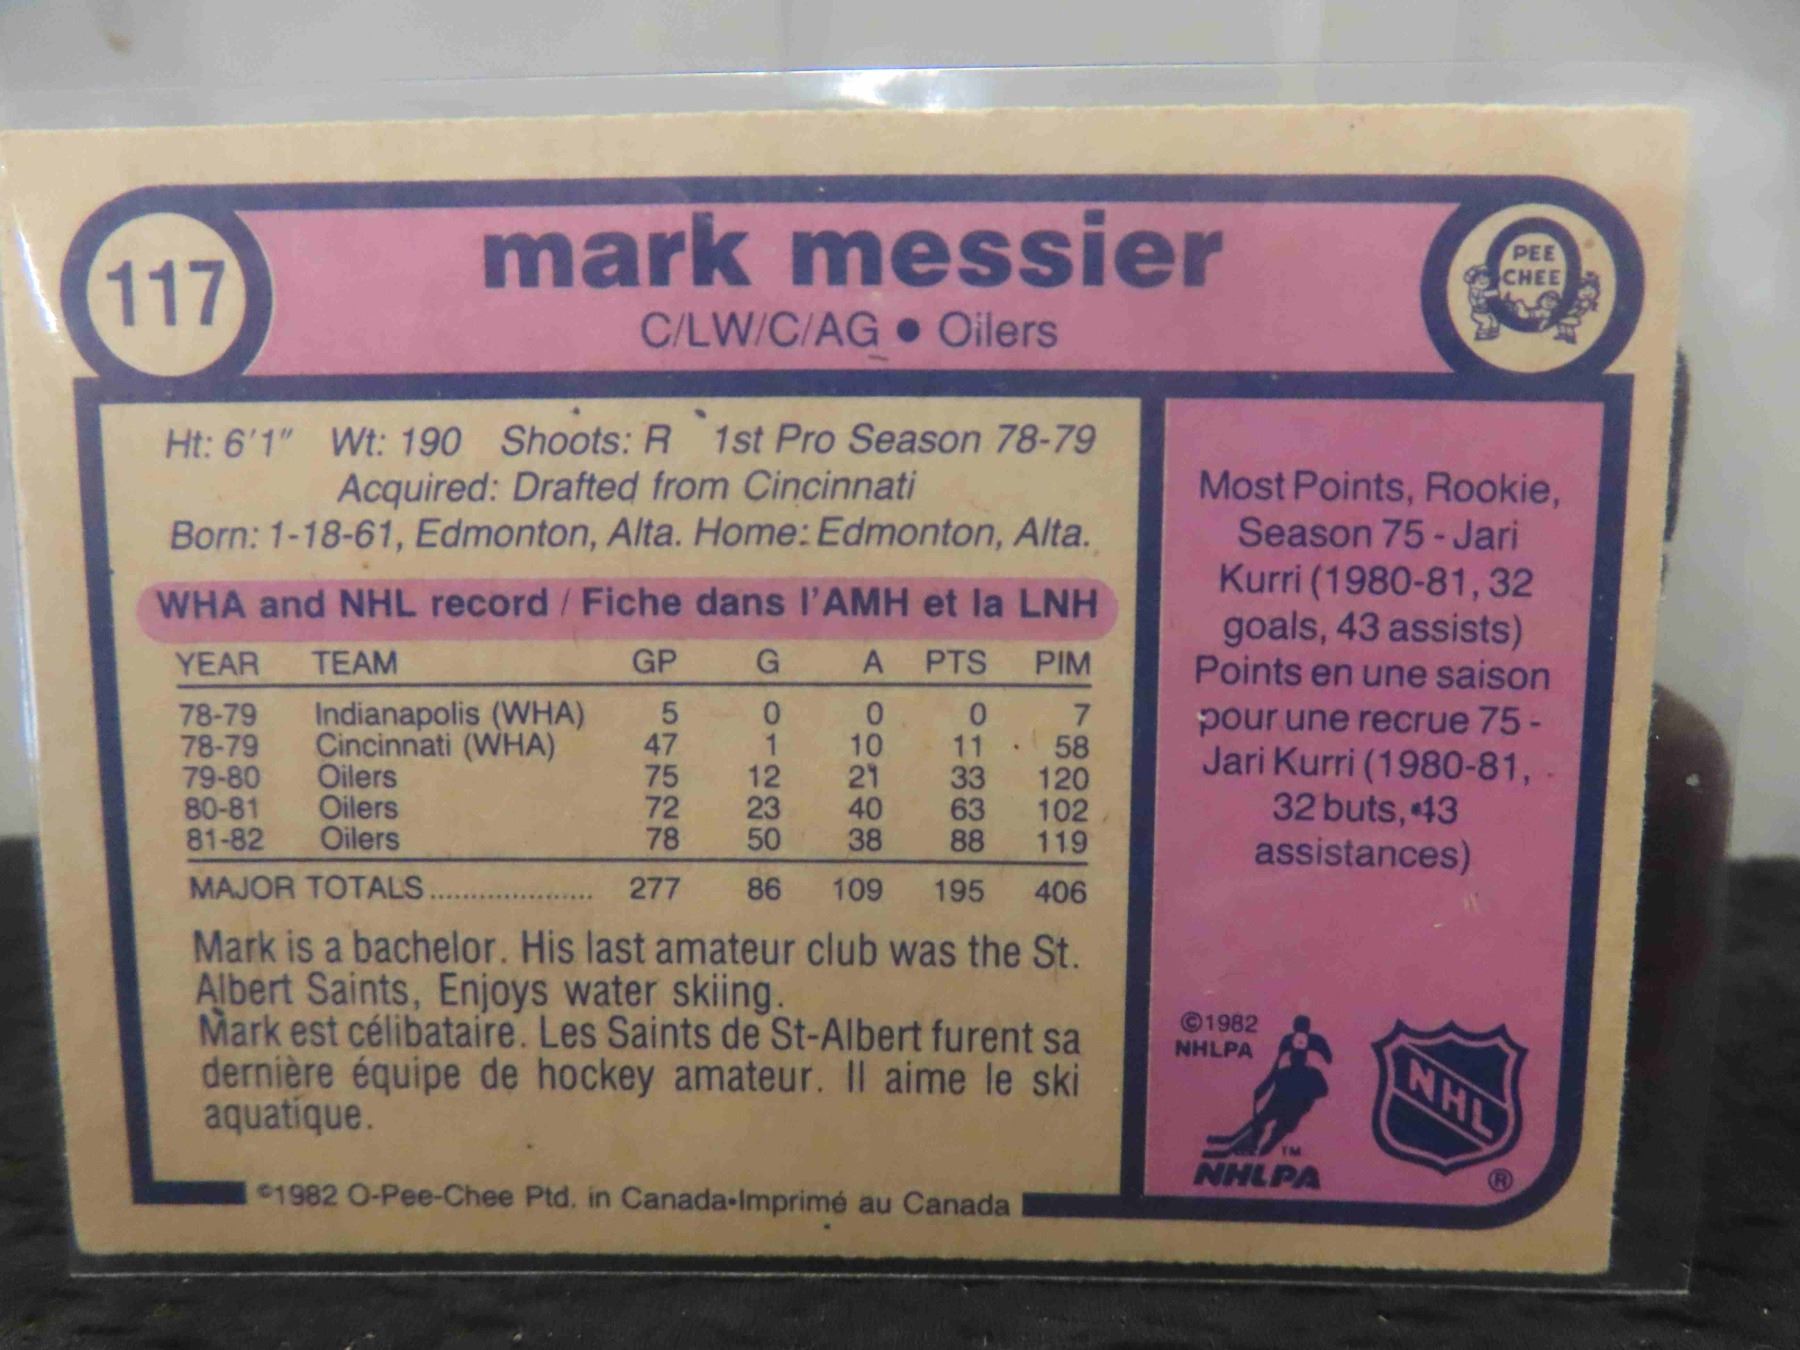 117
mark messier
C/LW/C/AG • Oilers
PEE
CHEE
Ht: 6'1" Wt: 190 Shoots: R 1st Pro Season 78-79
Acquired: Drafted from Cincinnati
Born: 1-18-61, Edmonton, Alta. Home: Edmonton, Alta.
WHA and NHL record / Fiche dans l'AMH et la LNH
YEAR TEAM GP G A PTS PIM
78-79 Indianapolis (WHA) 5 0 0 0 7
78-79 Cincinnati (WHA) 47 1 10 11 58
79-80 Oilers 75 12 21 33 120
80-81 Oilers 72 23 40 63 102
81-82 Oilers 78 50 38 88 119
MAJOR TOTALS.................... 277 86 109 195 406
Mark is a bachelor. His last amateur club was the St.
Albert Saints, Enjoys water skiing.
Mark est célibataire. Les Saints de St-Albert furent sa
dernière équipe de hockey amateur. Il aime le ski
aquatique.
©1982 O-Pee-Chee Ptd. in Canada•Imprimé au Canada
Most Points, Rookie,
Season 75 - Jari
Kurri (1980-81, 32
goals, 43 assists)
Points en une saison
pour une recrue 75 -
Jari Kurri (1980-81,
32 buts, 43
assistances)
©1982
NHLPA
TM
NHLPA
NHL
®